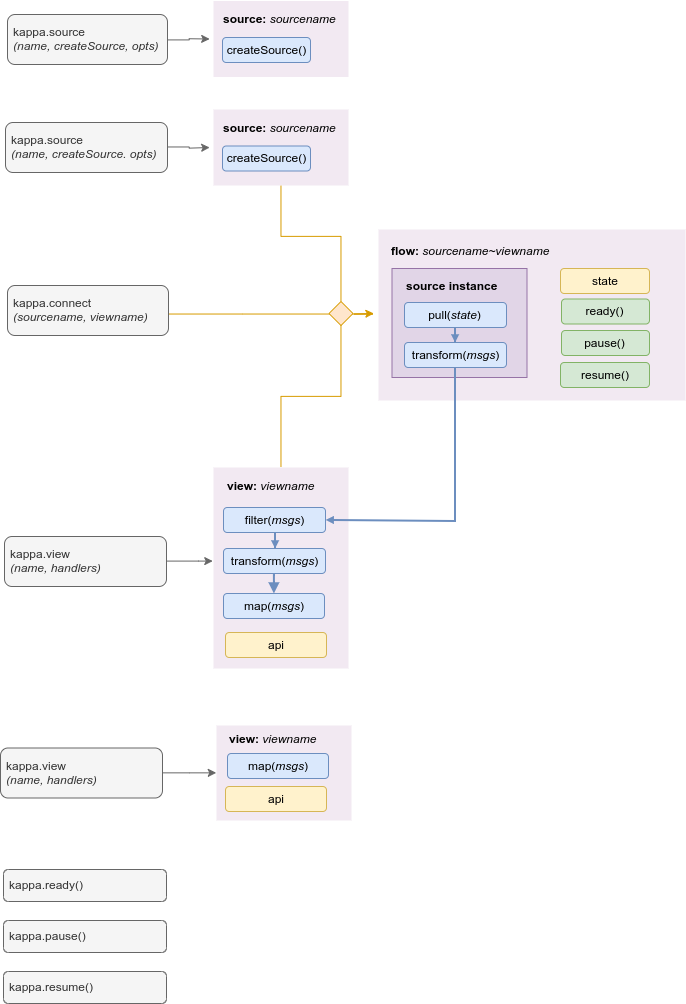 kappa.source
(name, createSource, opts)
source: sourcename
createSource()
kappa.source
(name, createSource. opts)
source: sourcename
createSource()
kappa.connect
(sourcename, viewname)
flow: sourcename~viewname
source instance
pull(state)
transform(msgs)
state
ready()
pause()
resume()
kappa.view
(name, handlers)
view: viewname
filter(msgs)
transform(msgs)
map(msgs)
api
kappa.view
(name, handlers)
view: viewname
map(msgs)
api
kappa.ready()
kappa.pause()
kappa.resume()